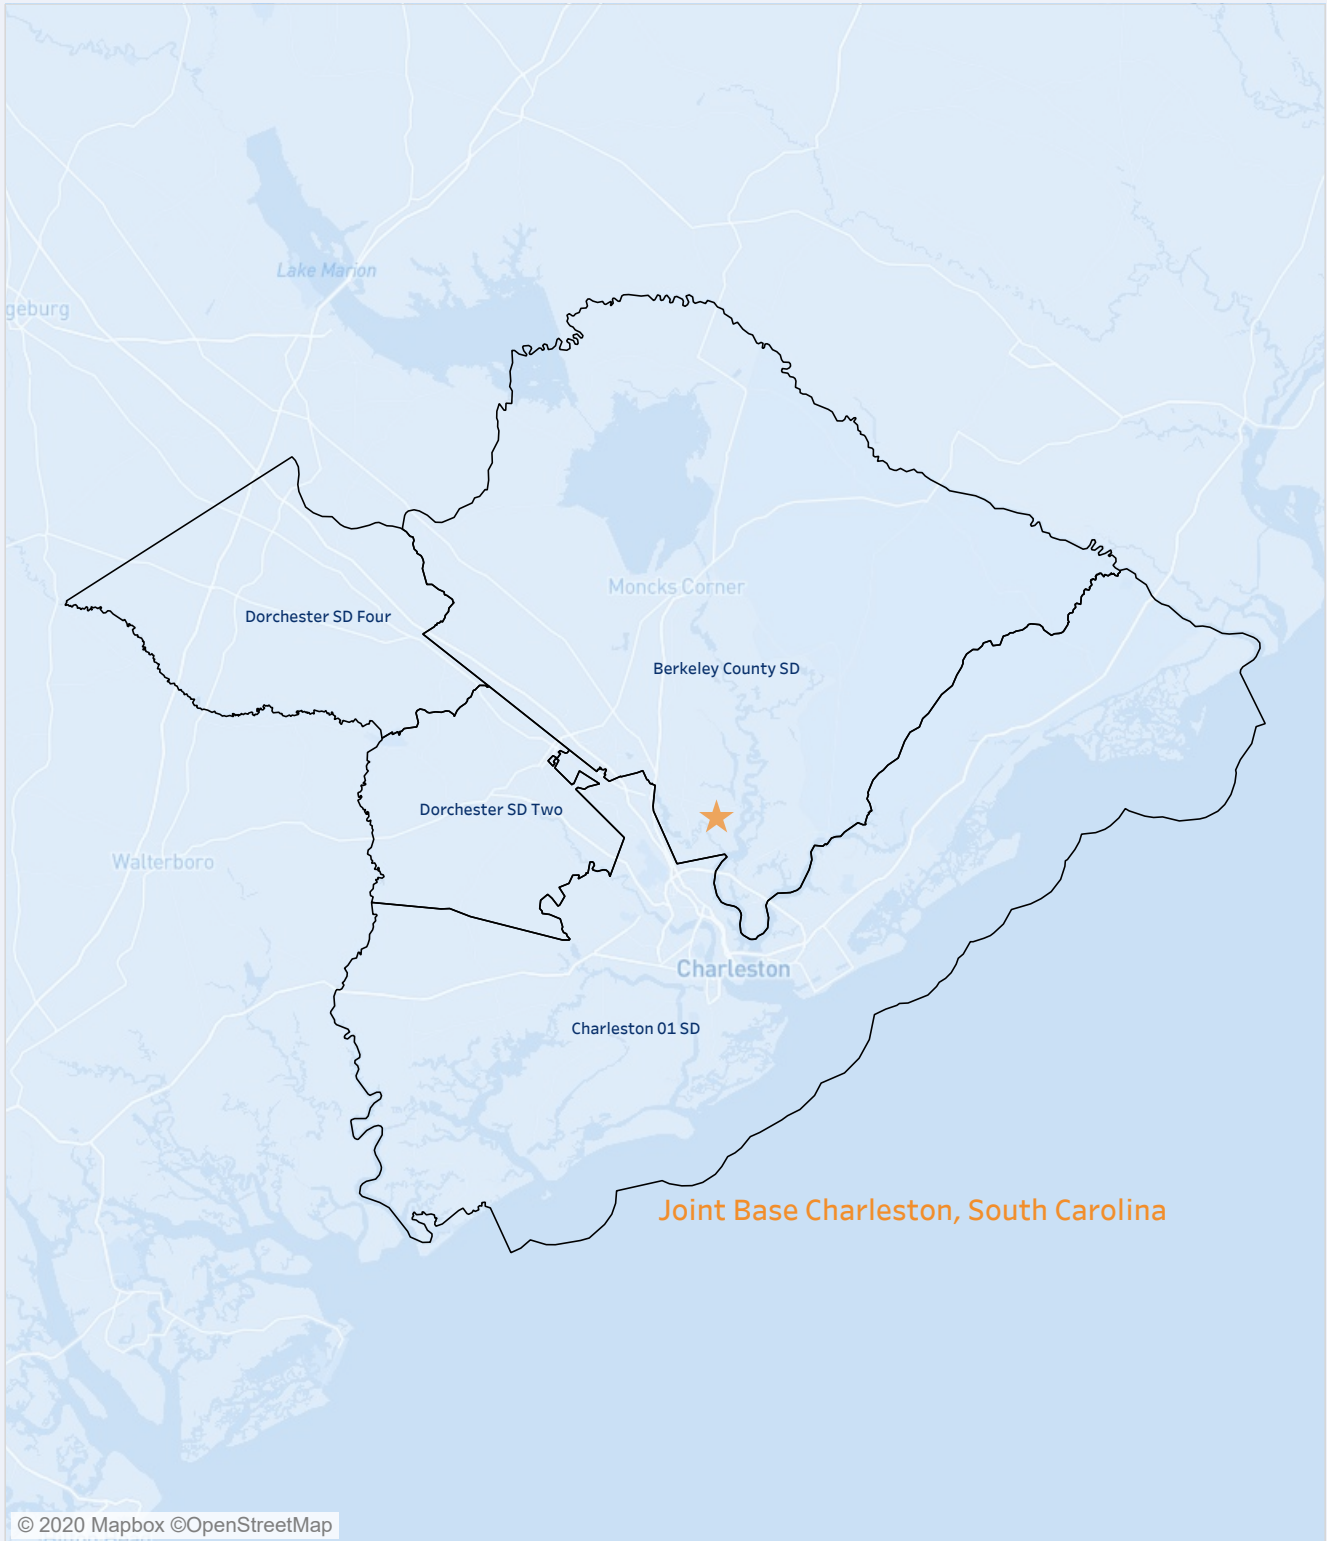 Lake Marion
geburg
Moncks Corner
Dorchester SD Four
Berkeley County SD
Dorchester SD Two
Walterboro
Charleston
Charleston 01 SD
Joint Base Charleston, South Carolina
© 2020 Mapbox ©OpenStreetMap